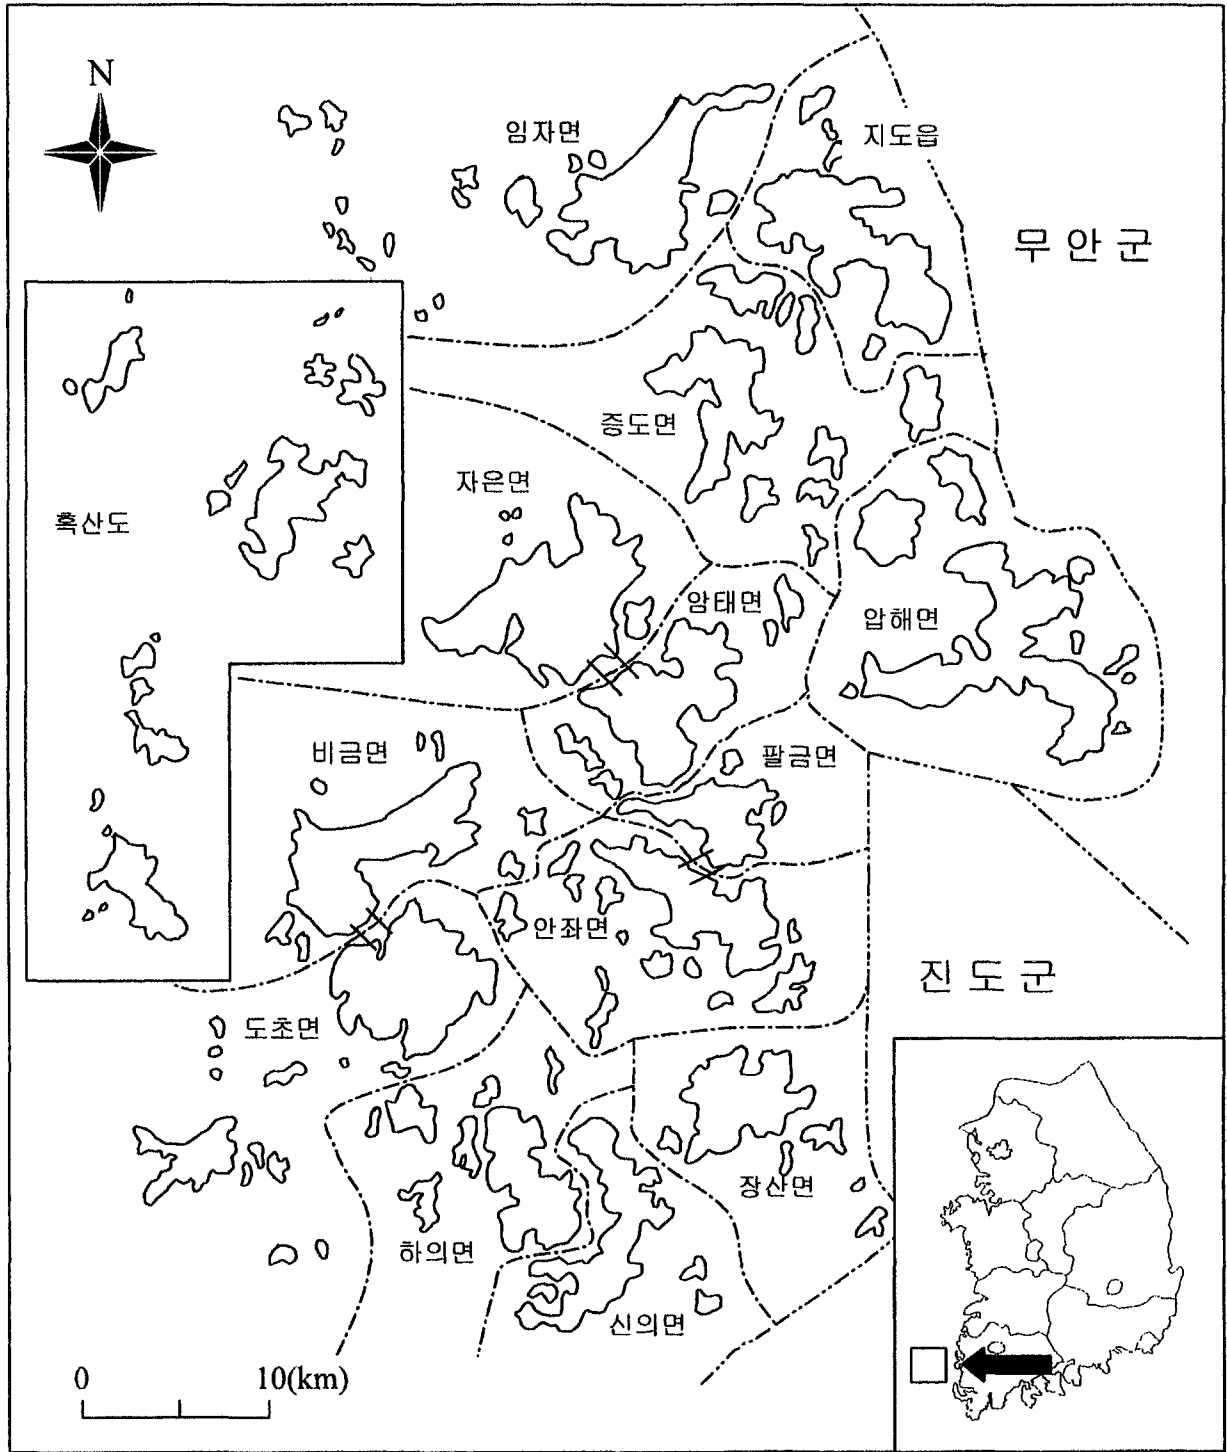 N
임자면
지도읍
무안군
증도면
자은면
흑산도
암태면
압해면
비금면
팔금면
안좌면
진도군
도초면
장산면
하의면
신의면
0 10(km)